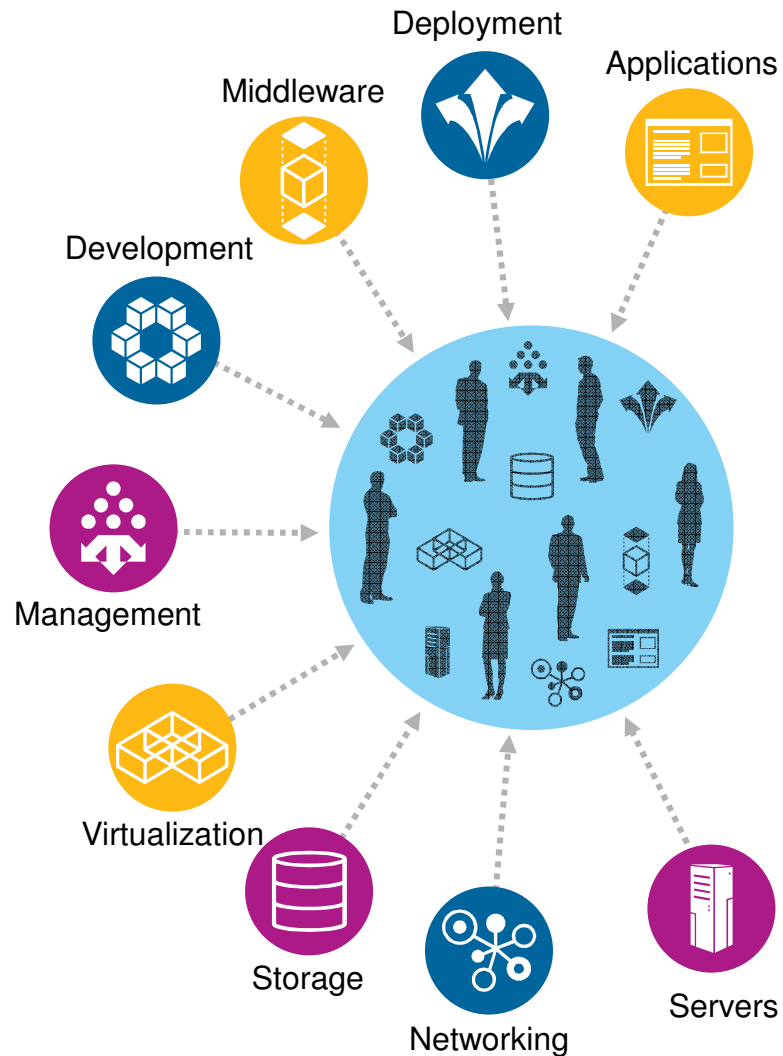 Deployment
Applications
Middleware
Development
Management
Virtualization
Storage
Servers
Networking